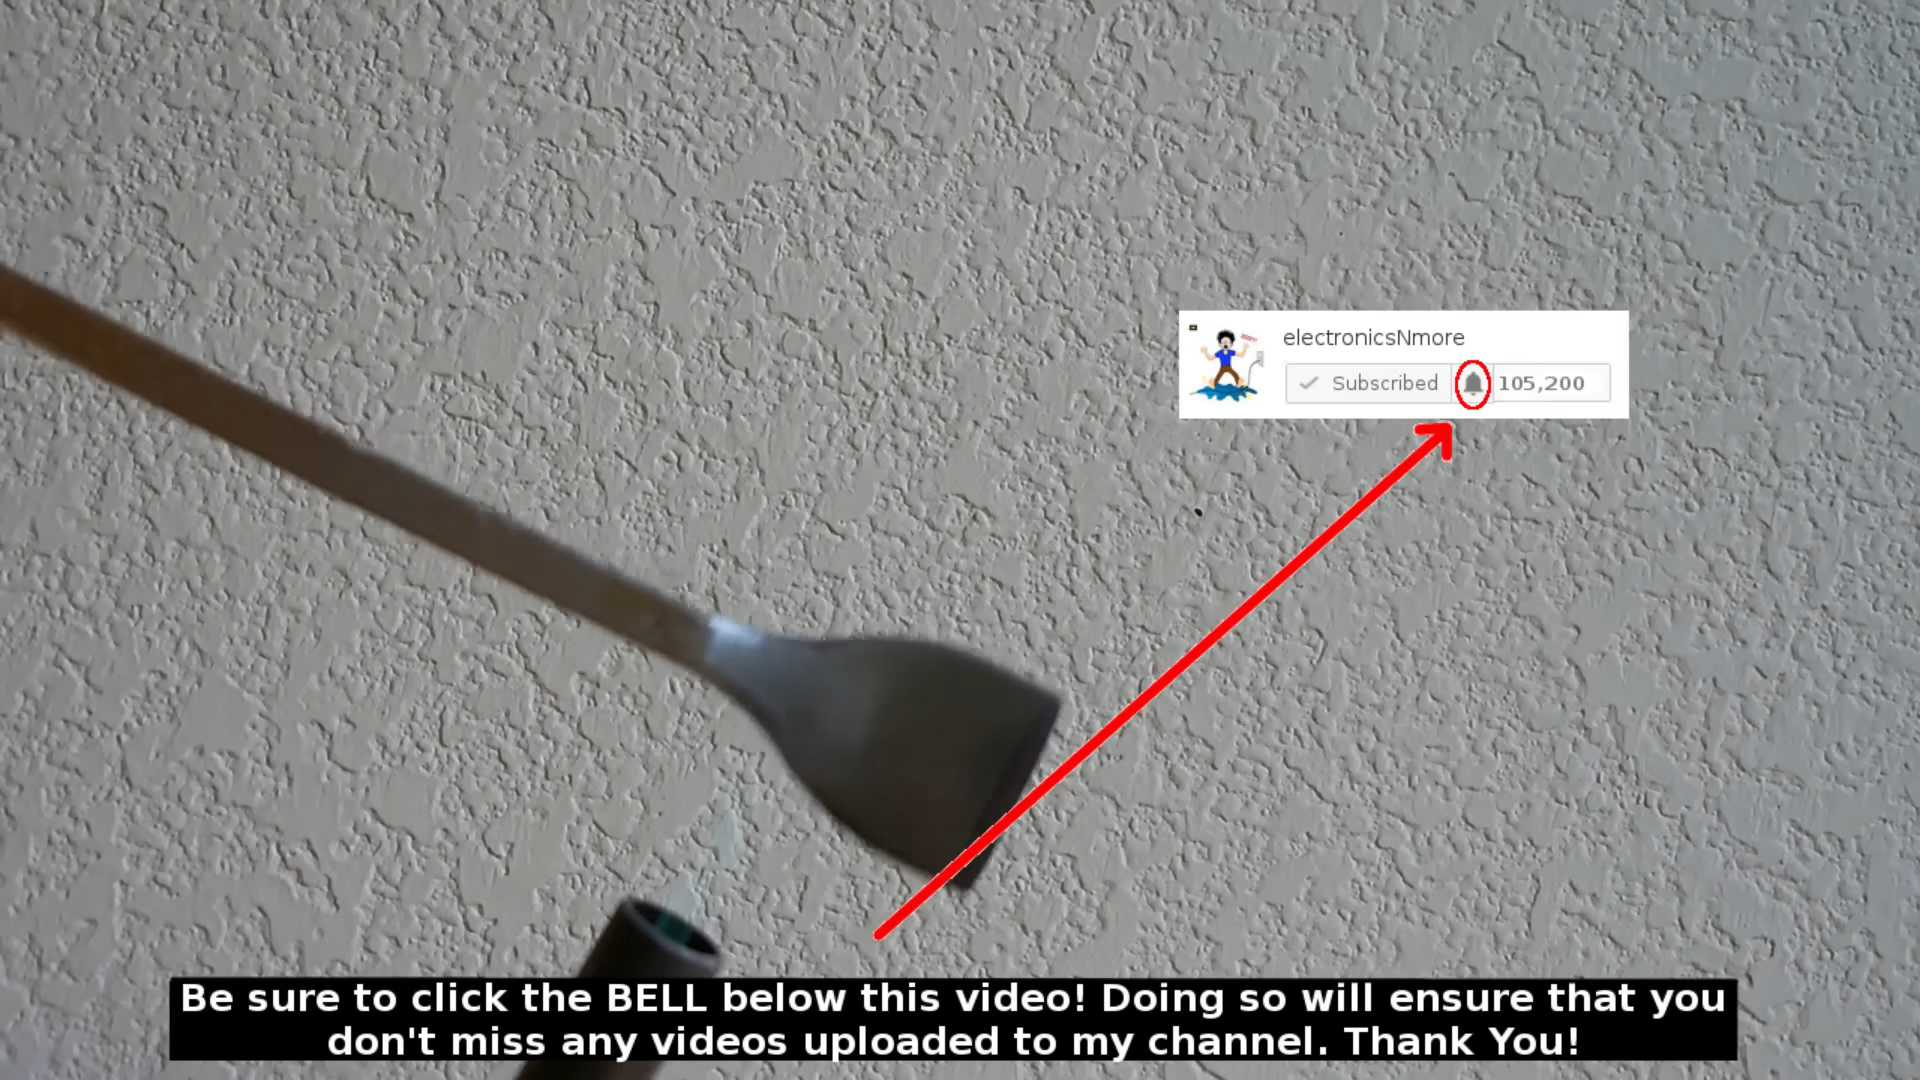 electronicsNmore
Subscribed 105,200
Be sure to click the BELL below this video! Doing so will ensure that you
don't miss any videos uploaded to my channel. Thank You!